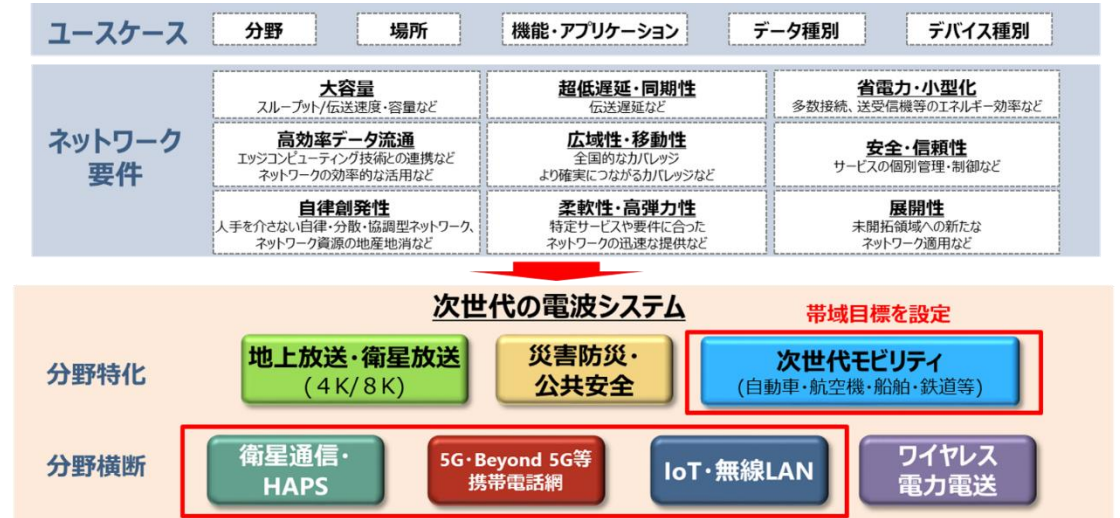 ユースケース
分野
場所
機能・アプリケーション
データ種別
デバイス種別
ネットワーク
要件
大容量
スループット/伝送速度・容量など
超低遅延・同期性
伝送遅延など
省電力・小型化
多数接続、送受信機等のエネルギー効率など
高効率データ流通
エッジコンピューティング技術との連携など
ネットワークの効率的な活用など
広域性・移動性
全国的なカバレッジ
より確実につながるカバレッジなど
安全・信頼性
サービスの個別管理・制御など
自律創発性
人手を介さない自律・分散・協調型ネットワーク、
ネットワーク資源の地産地消など
柔軟性・高弾力性
特定サービスや要件に合った
ネットワークの迅速な提供など
展開性
未開拓領域への新たな
ネットワーク適用など
次世代の電波システム
帯域目標を設定
分野特化
地上放送・衛星放送
(4K/8K)
災害防災・
公共安全
次世代モビリティ
(自動車・航空機・船舶・鉄道等)
分野横断
衛星通信・
HAPS
5G・Beyond 5G等
携帯電話網
IoT・無線LAN
ワイヤレス
電力電送